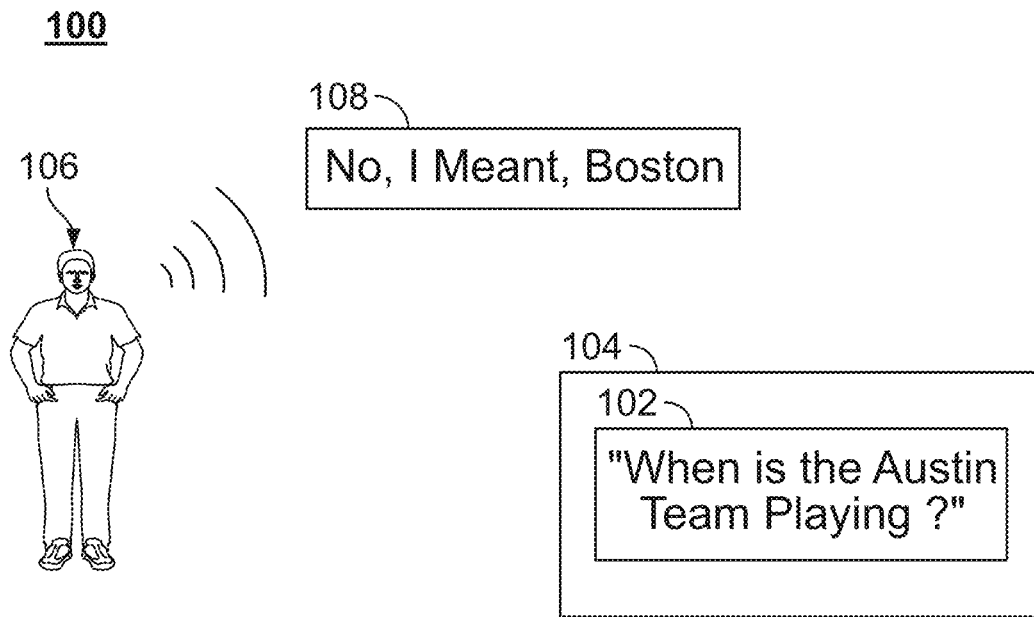 100
108
No, I Meant, Boston
106
104
102
"When is the Austin
Team Playing ?"